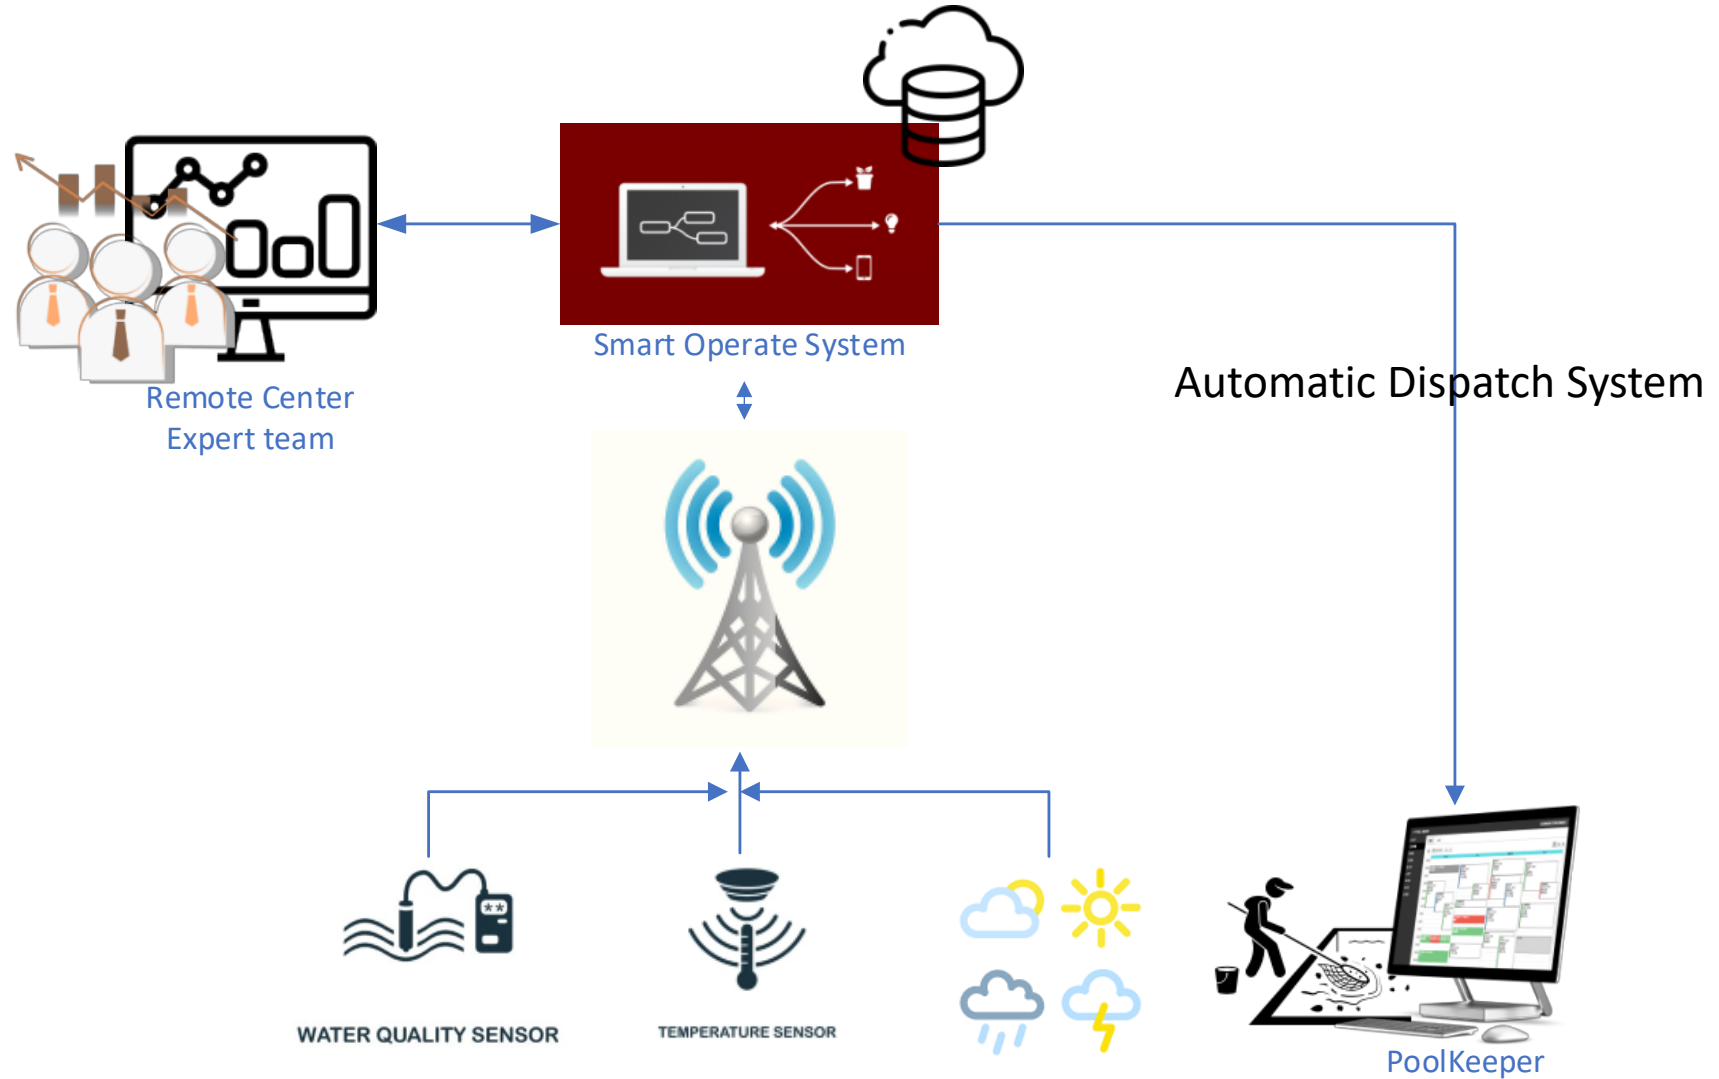 Smart Operate System
Automatic Dispatch System
Remote Center
Expert team
WATER QUALITY SENSOR
TEMPERATURE SENSOR
PoolKeeper